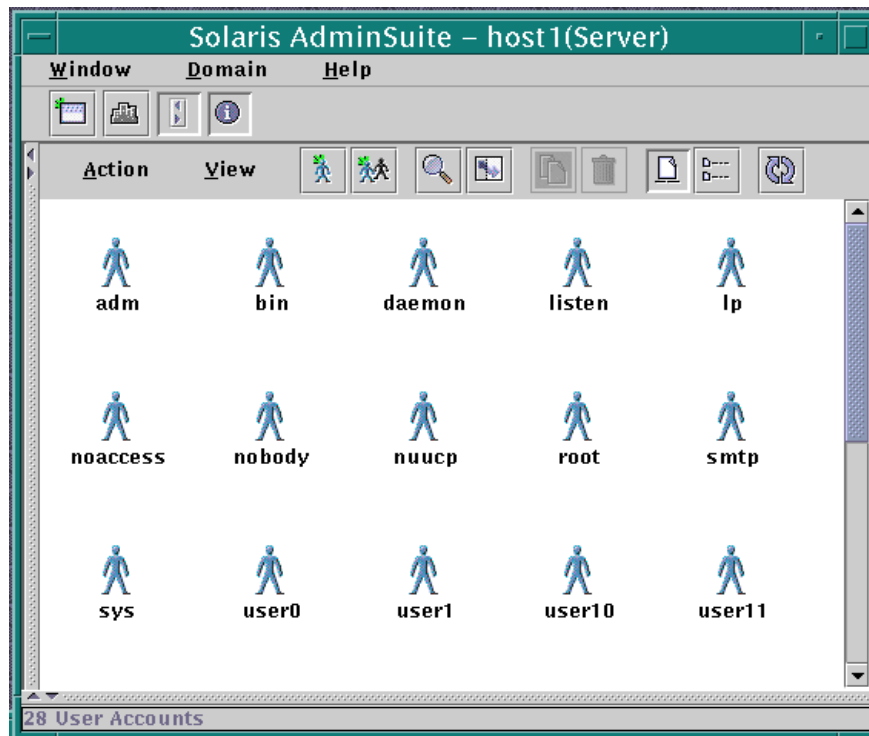 Solaris AdminSuite – host1(Server)
Window Domain Help
Action View
adm bin daemon listen lp
noaccess nobody nuucp root smtp
sys user0 user1 user10 user11
28 User Accounts